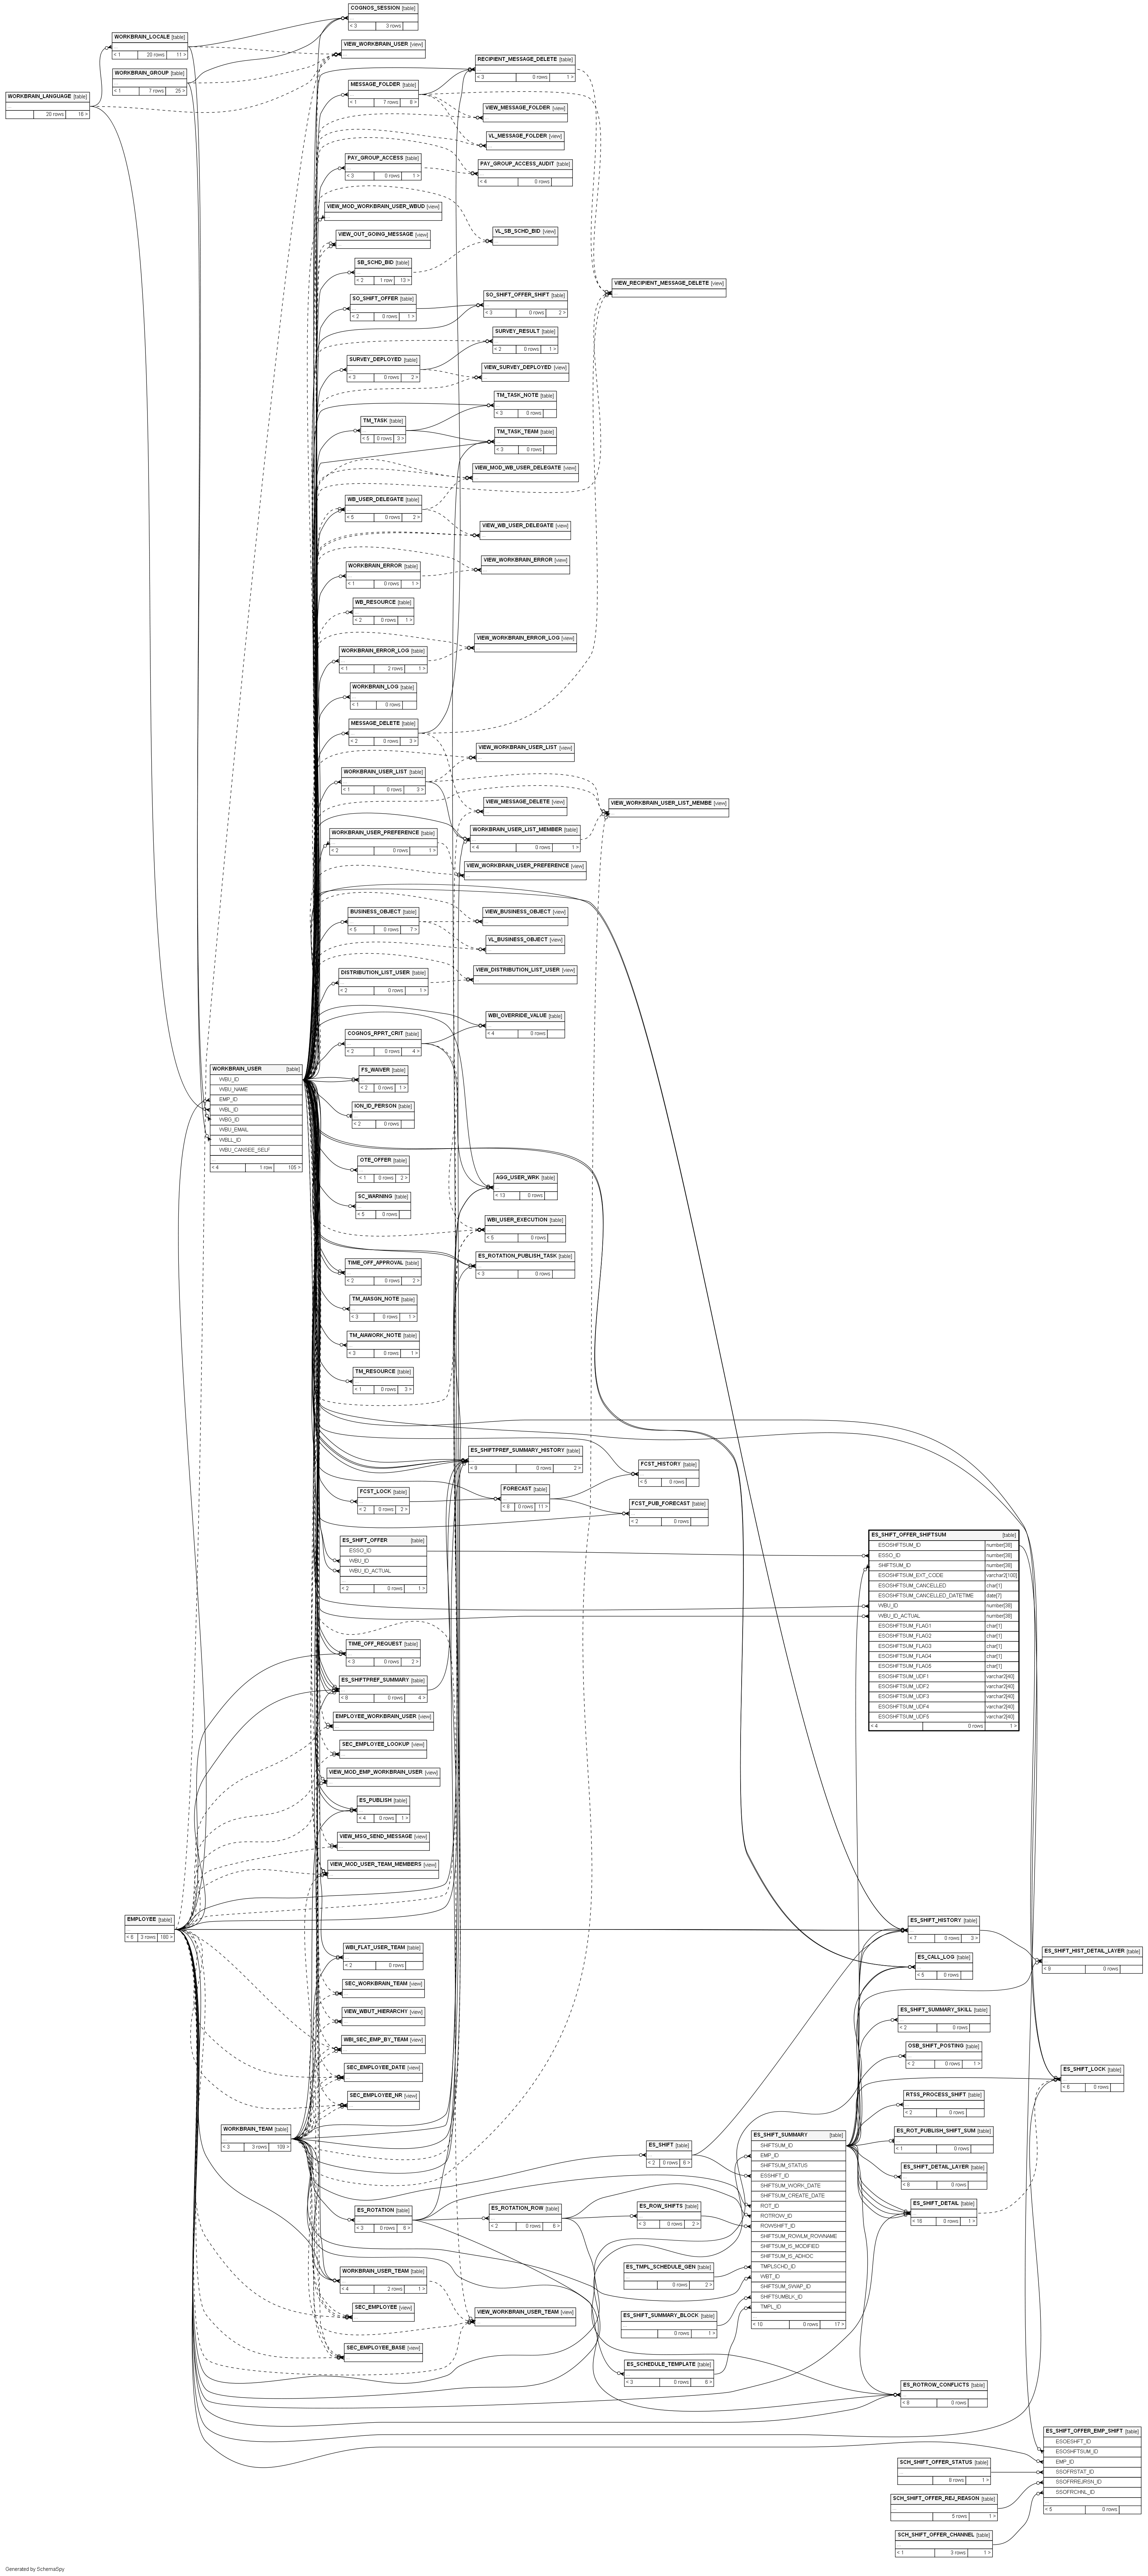 COGNOS_SESSION [table]
< 3 3 rows
WORKBRAIN_LOCALE [table]
< 1 20 rows 11 >
VIEW_WORKBRAIN_USER [view]
WORKBRAIN_GROUP [table]
< 1 7 rows 25 >
WORKBRAIN_LANGUAGE [table]
20 rows 16 >
RECIPIENT_MESSAGE_DELETE [table]
< 3 0 rows 1 >
MESSAGE_FOLDER [table]
< 1 7 rows 8 >
VIEW_MESSAGE_FOLDER [view]
VL_MESSAGE_FOLDER [view]
PAY_GROUP_ACCESS [table]
< 3 0 rows 1 >
PAY_GROUP_ACCESS_AUDIT [table]
< 4 0 rows
VIEW_MOD_WORKBRAIN_USER_WBUD [view]
VIEW_OUT_GOING_MESSAGE [view]
VL_SB_SCHD_BID [view]
SB_SCHD_BID [table]
< 2 1 row 13 >
VIEW_RECIPIENT_MESSAGE_DELETE [view]
SO_SHIFT_OFFER [table]
< 2 0 rows 1 >
SO_SHIFT_OFFER_SHIFT [table]
< 3 0 rows 2 >
SURVEY_RESULT [table]
< 2 0 rows 1 >
SURVEY_DEPLOYED [table]
< 3 0 rows 2 >
VIEW_SURVEY_DEPLOYED [view]
TM_TASK_NOTE [table]
< 3 0 rows
TM_TASK [table]
< 5 0 rows 3 >
TM_TASK_TEAM [table]
< 3 0 rows
VIEW_MOD_WB_USER_DELEGATE [view]
WB_USER_DELEGATE [table]
< 5 0 rows 2 >
VIEW_WB_USER_DELEGATE [view]
WORKBRAIN_ERROR [table]
< 1 0 rows 1 >
VIEW_WORKBRAIN_ERROR [view]
WB_RESOURCE [table]
< 2 0 rows 1 >
WORKBRAIN_ERROR_LOG [table]
< 1 2 rows 1 >
VIEW_WORKBRAIN_ERROR_LOG [view]
WORKBRAIN_LOG [table]
< 1 0 rows
MESSAGE_DELETE [table]
< 2 0 rows 3 >
VIEW_WORKBRAIN_USER_LIST [view]
WORKBRAIN_USER_LIST [table]
< 1 0 rows 3 >
VIEW_MESSAGE_DELETE [view]
VIEW_WORKBRAIN_USER_LIST_MEMBE [view]
WORKBRAIN_USER_PREFERENCE [table]
< 2 0 rows 1 >
WORKBRAIN_USER_LIST_MEMBER [table]
< 4 0 rows 1 >
VIEW_WORKBRAIN_USER_PREFERENCE [view]
BUSINESS_OBJECT [table]
< 5 0 rows 7 >
VIEW_BUSINESS_OBJECT [view]
VL_BUSINESS_OBJECT [view]
DISTRIBUTION_LIST_USER [table]
< 2 0 rows 1 >
VIEW_DISTRIBUTION_LIST_USER [view]
WBI_OVERRIDE_VALUE [table]
< 4 0 rows
COGNOS_RPRT_CRIT [table]
< 2 0 rows 4 >
WORKBRAIN_USER [table]
WBU_ID
WBU_NAME
EMP_ID
WBL_ID
WBG_ID
WBU_EMAIL
WBLL_ID
WBU_CANSEE_SELF
...
< 4 1 row 105 >
FS_WAIVER [table]
< 2 0 rows 1 >
ION_ID_PERSON [table]
< 2 0 rows
OTE_OFFER [table]
< 1 0 rows 2 >
SC_WARNING [table]
< 5 0 rows
AGG_USER_WRK [table]
< 13 0 rows
WBI_USER_EXECUTION [table]
< 5 0 rows
ES_ROTATION_PUBLISH_TASK [table]
< 3 0 rows
TIME_OFF_APPROVAL [table]
< 2 0 rows 2 >
TM_AIASGN_NOTE [table]
< 3 0 rows 1 >
TM_AIAWORK_NOTE [table]
< 3 0 rows 1 >
TM_RESOURCE [table]
< 1 0 rows 3 >
ES_SHIFTPREF_SUMMARY_HISTORY [table]
< 9 0 rows 2 >
FCST_HISTORY [table]
< 5 0 rows
FCST_LOCK [table]
< 2 0 rows 2 >
FORECAST [table]
< 8 0 rows 11 >
FCST_PUB_FORECAST [table]
< 2 0 rows
ES_SHIFT_OFFER [table]
ESSO_ID
WBU_ID
WBU_ID_ACTUAL
...
< 2 0 rows 1 >
ES_SHIFT_OFFER_SHIFTSUM [table]
ESOSHFTSUM_ID number[38]
ESSO_ID number[38]
SHIFTSUM_ID number[38]
ESOSHFTSUM_EXT_CODE varchar2[100]
ESOSHFTSUM_CANCELLED char[1]
ESOSHFTSUM_CANCELLED_DATETIME date[7]
WBU_ID number[38]
WBU_ID_ACTUAL number[38]
ESOSHFTSUM_FLAG1 char[1]
ESOSHFTSUM_FLAG2 char[1]
ESOSHFTSUM_FLAG3 char[1]
ESOSHFTSUM_FLAG4 char[1]
ESOSHFTSUM_FLAG5 char[1]
ESOSHFTSUM_UDF1 varchar2[40]
ESOSHFTSUM_UDF2 varchar2[40]
ESOSHFTSUM_UDF3 varchar2[40]
ESOSHFTSUM_UDF4 varchar2[40]
ESOSHFTSUM_UDF5 varchar2[40]
< 4 0 rows 1 >
TIME_OFF_REQUEST [table]
< 3 0 rows 2 >
ES_SHIFTPREF_SUMMARY [table]
< 8 0 rows 4 >
EMPLOYEE_WORKBRAIN_USER [view]
SEC_EMPLOYEE_LOOKUP [view]
VIEW_MOD_EMP_WORKBRAIN_USER [view]
ES_PUBLISH [table]
< 4 0 rows 1 >
VIEW_MSG_SEND_MESSAGE [view]
VIEW_MOD_USER_TEAM_MEMBERS [view]
EMPLOYEE [table]
< 6 3 rows 180 >
ES_SHIFT_HISTORY [table]
< 7 0 rows 3 >
WBI_FLAT_USER_TEAM [table]
< 2 0 rows
ES_CALL_LOG [table]
< 5 0 rows
ES_SHIFT_HIST_DETAIL_LAYER [table]
< 9 0 rows
SEC_WORKBRAIN_TEAM [view]
VIEW_WBUT_HIERARCHY [view]
ES_SHIFT_SUMMARY_SKILL [table]
< 2 0 rows
WBI_SEC_EMP_BY_TEAM [view]
OSB_SHIFT_POSTING [table]
< 2 0 rows 1 >
SEC_EMPLOYEE_DATE [view]
ES_SHIFT_LOCK [table]
< 6 0 rows
SEC_EMPLOYEE_NR [view]
RTSS_PROCESS_SHIFT [table]
< 2 0 rows
WORKBRAIN_TEAM [table]
< 3 3 rows 109 >
ES_SHIFT_SUMMARY [table]
SHIFTSUM_ID
EMP_ID
SHIFTSUM_STATUS
ESSHIFT_ID
SHIFTSUM_WORK_DATE
SHIFTSUM_CREATE_DATE
ROT_ID
ROTROW_ID
ROWSHIFT_ID
SHIFTSUM_ROWLM_ROWNAME
SHIFTSUM_IS_MODIFIED
SHIFTSUM_IS_ADHOC
TMPLSCHD_ID
WBT_ID
SHIFTSUM_SWAP_ID
SHIFTSUMBLK_ID
TMPL_ID
...
< 10 0 rows 17 >
ES_ROT_PUBLISH_SHIFT_SUM [table]
< 1 0 rows
ES_SHIFT [table]
< 2 0 rows 6 >
ES_SHIFT_DETAIL_LAYER [table]
< 8 0 rows
ES_SHIFT_DETAIL [table]
< 16 0 rows 1 >
ES_ROTATION [table]
< 3 0 rows 8 >
ES_ROTATION_ROW [table]
< 2 0 rows 6 >
ES_ROW_SHIFTS [table]
< 3 0 rows 2 >
ES_TMPL_SCHEDULE_GEN [table]
0 rows 2 >
WORKBRAIN_USER_TEAM [table]
< 4 2 rows 1 >
SEC_EMPLOYEE [view]
VIEW_WORKBRAIN_USER_TEAM [view]
ES_SHIFT_SUMMARY_BLOCK [table]
0 rows 1 >
SEC_EMPLOYEE_BASE [view]
ES_SCHEDULE_TEMPLATE [table]
< 3 0 rows 6 >
ES_ROTROW_CONFLICTS [table]
< 8 0 rows
ES_SHIFT_OFFER_EMP_SHIFT [table]
ESOESHFT_ID
ESOSHFTSUM_ID
EMP_ID
SSOFRSTAT_ID
SSOFRREJRSN_ID
SSOFRCHNL_ID
...
< 5 0 rows
SCH_SHIFT_OFFER_STATUS [table]
8 rows 1 >
SCH_SHIFT_OFFER_REJ_REASON [table]
5 rows 1 >
SCH_SHIFT_OFFER_CHANNEL [table]
< 1 3 rows 1 >
Generated by SchemaSpy